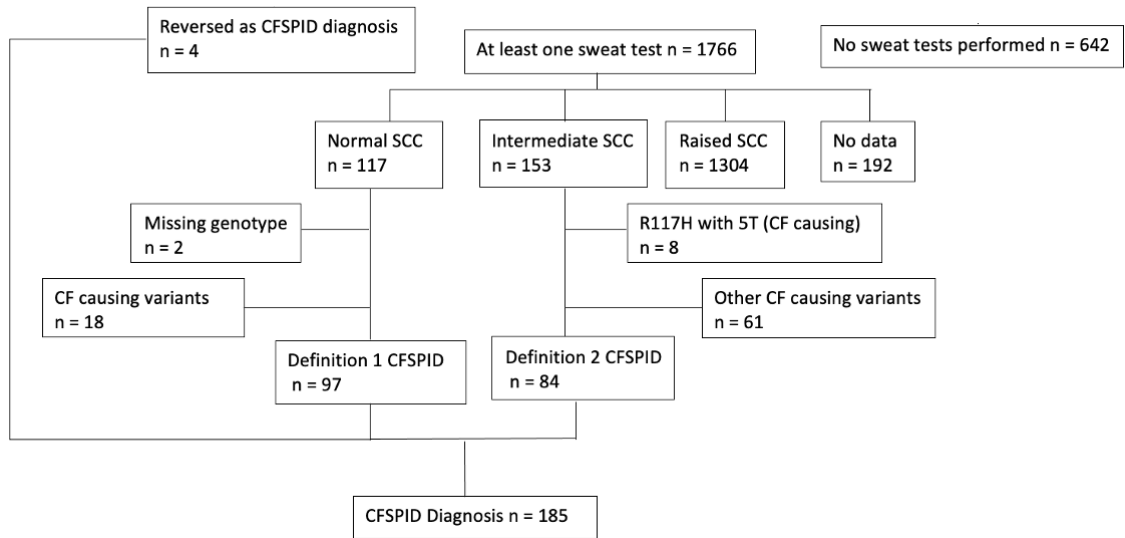 Reversed as CFSPID diagnosis
n = 4
At least one sweat test n = 1766
No sweat tests performed n = 642
Normal SCC
n = 117
Intermediate SCC
n = 153
Raised SCC
n = 1304
No data
n = 192
Missing genotype
n = 2
R117H with 5T (CF causing)
n = 8
CF causing variants
n = 18
Other CF causing variants
n = 61
Definition 1 CFSPID
n = 97
Definition 2 CFSPID
n = 84
CFSPID Diagnosis n = 185